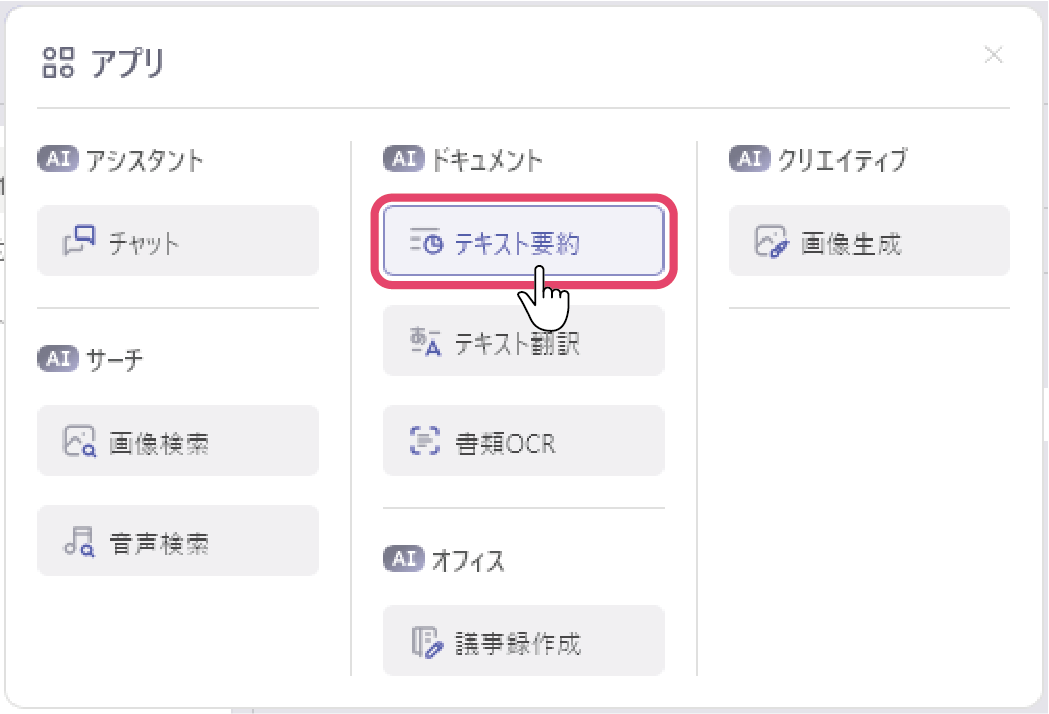 アプリ
AI アシスタント
チャット
AI サーチ
画像検索
音声検索
AI ドキュメント
テキスト要約
テキスト翻訳
書類OCR
AI オフィス
議事録作成
AI クリエイティブ
画像生成